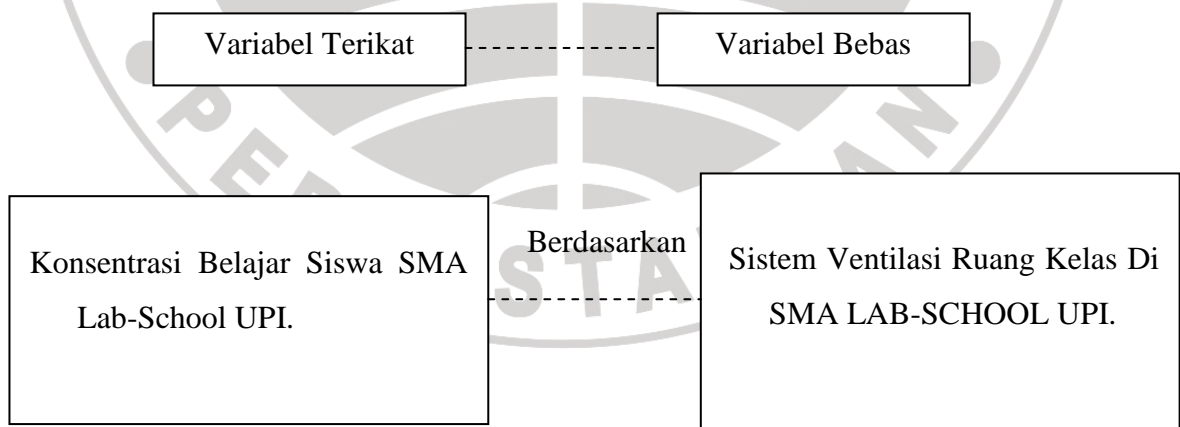 Variabel Terikat
Variabel Bebas
Konsentrasi Belajar Siswa SMA
Lab-School UPI.
Berdasarkan
Sistem Ventilasi Ruang Kelas Di
SMA LAB-SCHOOL UPI.